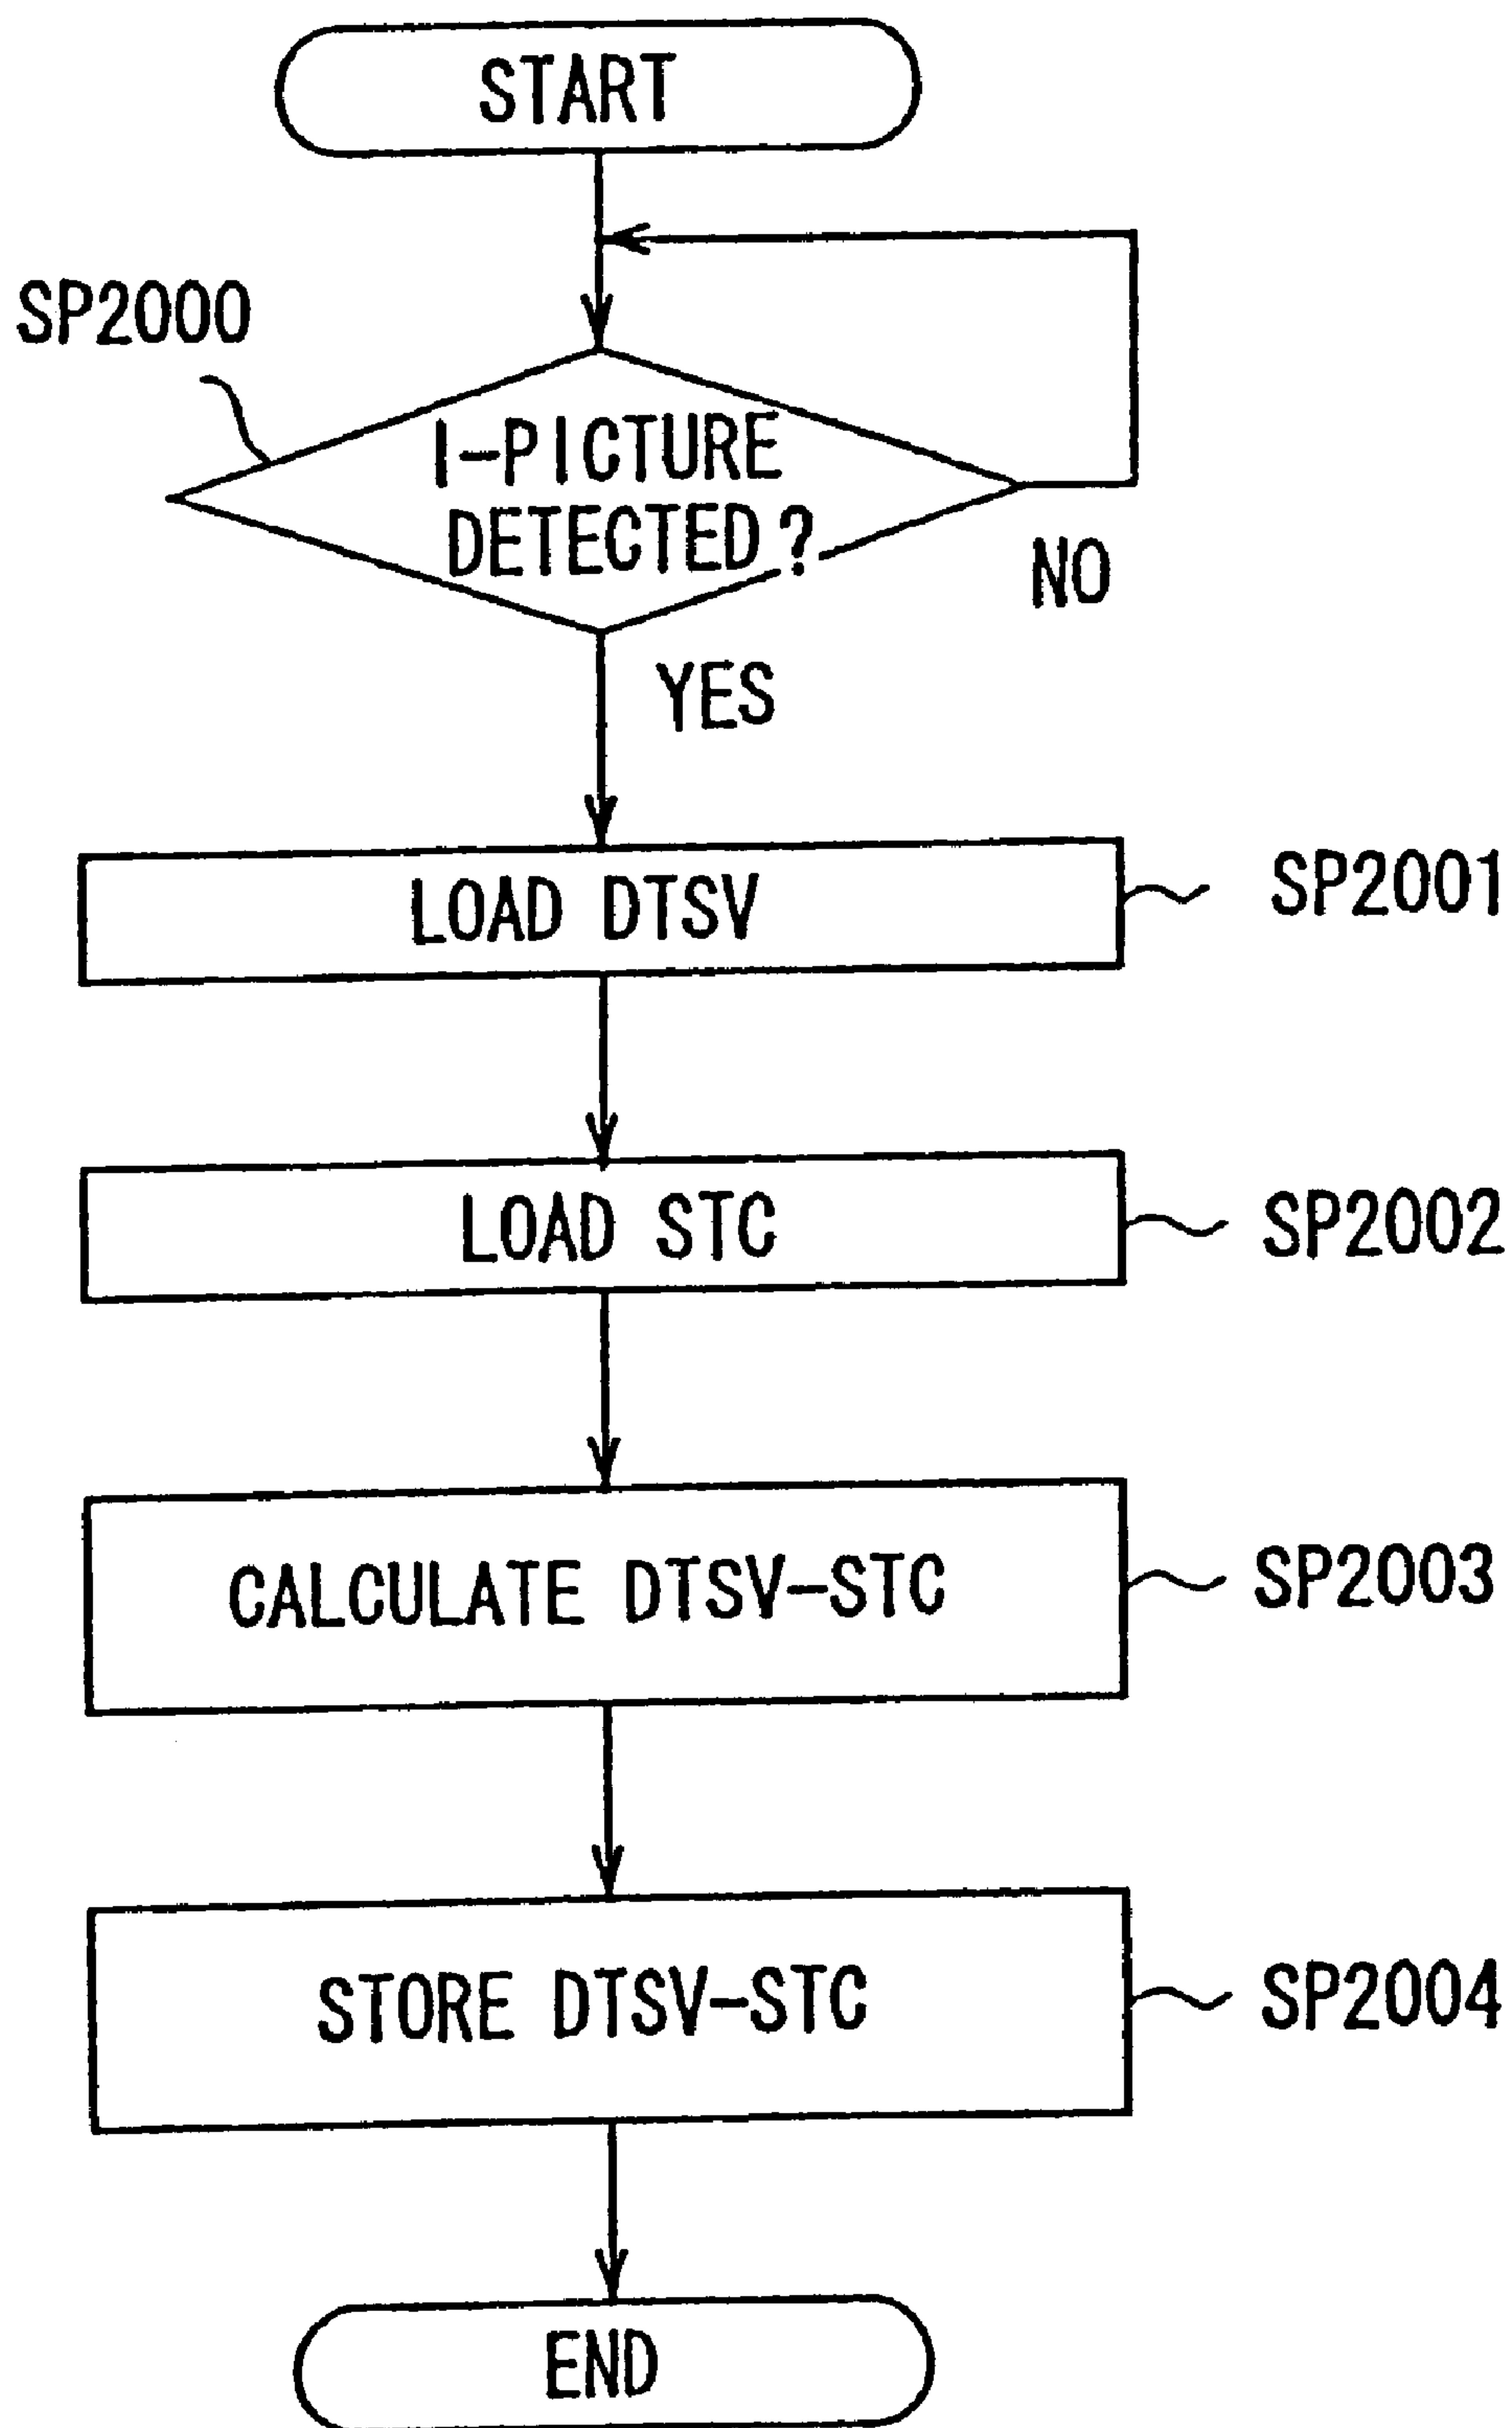 START
SP2000
I-PICTURE
DETECTED?
NO
YES
LOAD DTSV
SP2001
LOAD STC
SP2002
CALCULATE DTSV-STC
SP2003
STORE DTSV-STC
SP2004
END